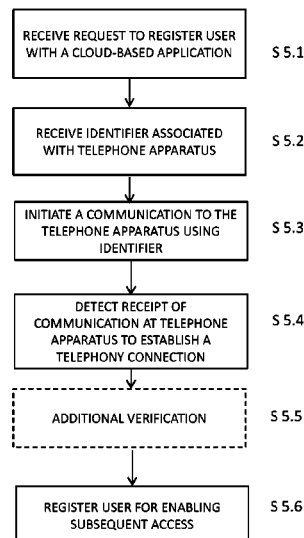 RECEIVE REQUEST TO REGISTER USER
WITH A CLOUD-BASED APPLICATION
S 5.1
RECEIVE IDENTIFIER ASSOCIATED
WITH TELEPHONE APPARATUS
S 5.2
INITIATE A COMMUNICATION TO THE
TELEPHONE APPARATUS USING
IDENTIFIER
S 5.3
DETECT RECEIPT OF
COMMUNICATION AT TELEPHONE
APPARATUS TO ESTABLISH A
TELEPHONY CONNECTION
S 5.4
ADDITIONAL VERIFICATION
S 5.5
REGISTER USER FOR ENABLING
SUBSEQUENT ACCESS
S 5.6